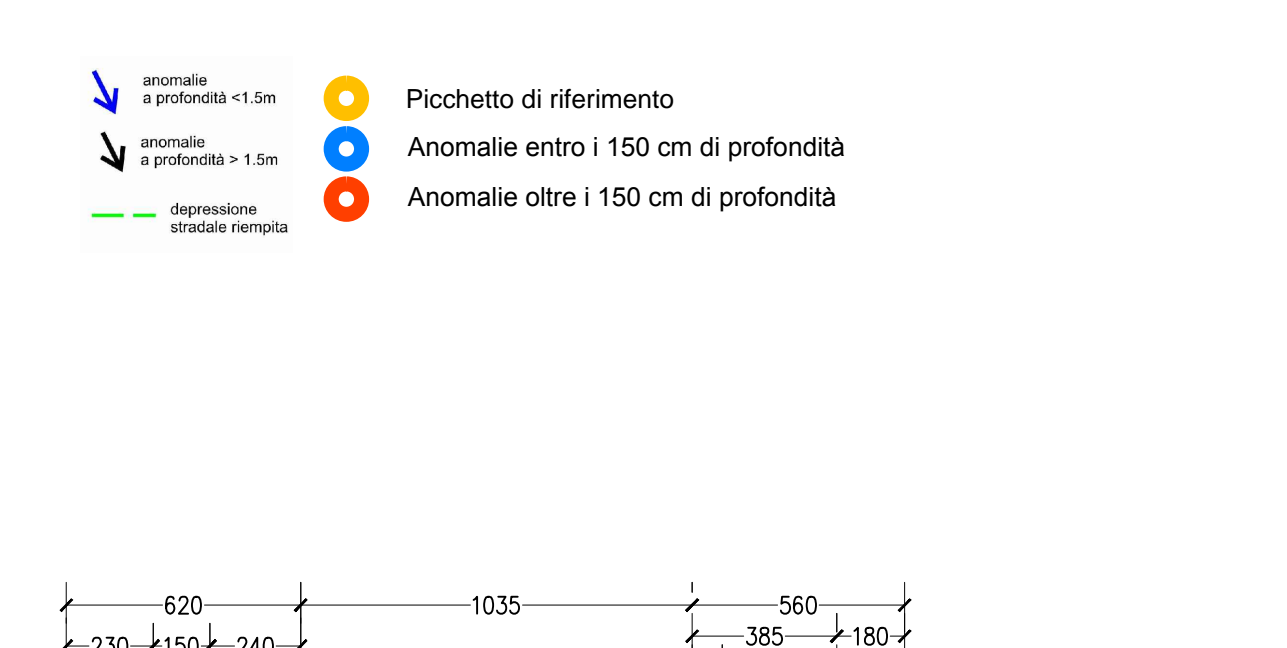 anomalie
a profondità <1.5m
anomalie
a profondità > 1.5m
depressione
stradale riempita
Picchetto di riferimento
Anomalie entro i 150 cm di profondità
Anomalie oltre i 150 cm di profondità
620 1035 560
385 180
230 150 240